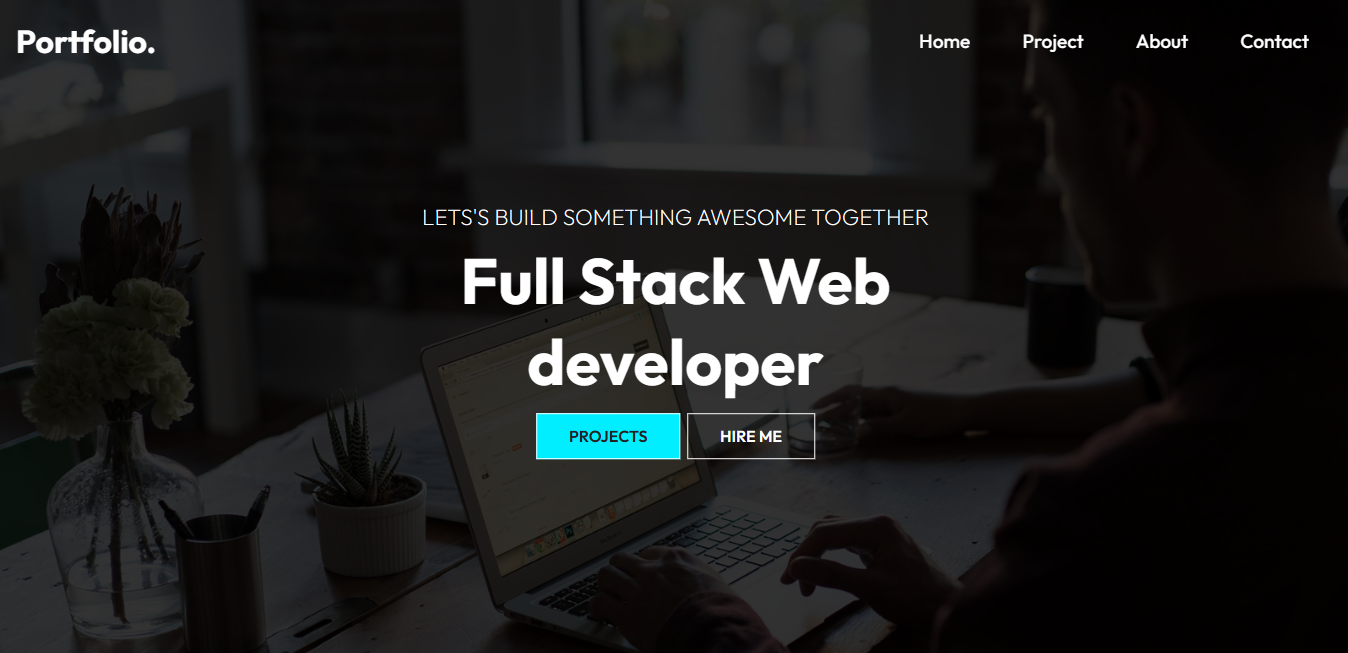 Portfolio.
Home Project About Contact
LETS'S BUILD SOMETHING AWESOME TOGETHER
Full Stack Web
developer
PROJECTS HIRE ME